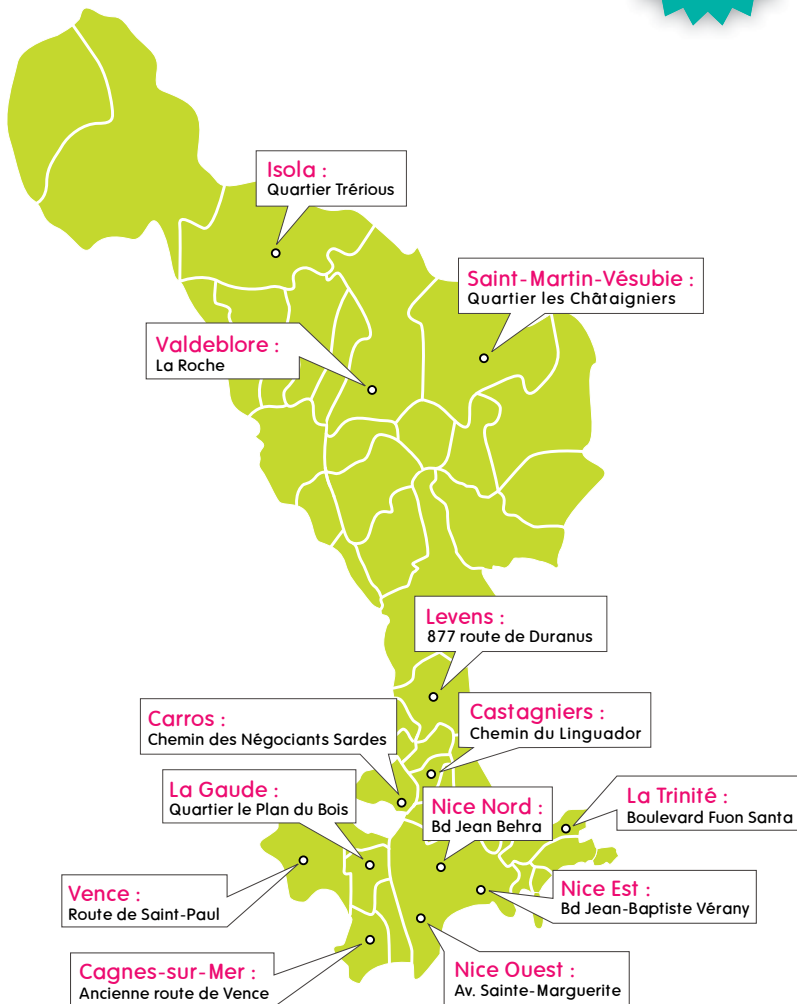 Isola :
Quartier Trérious
Saint-Martin-Vésubie :
Quartier les Châtaigniers
Valdeblore :
La Roche
Levens :
877 route de Duranus
Carros :
Chemin des Négociants Sardes
Castagniers :
Chemin du Linguador
La Gaude :
Quartier le Plan du Bois
Nice Nord :
Bd Jean Behra
La Trinité :
Boulevard Fuon Santa
Vence :
Route de Saint-Paul
Nice Est :
Bd Jean-Baptiste Vérany
Cagnes-sur-Mer :
Ancienne route de Vence
Nice Ouest :
Av. Sainte-Marguerite